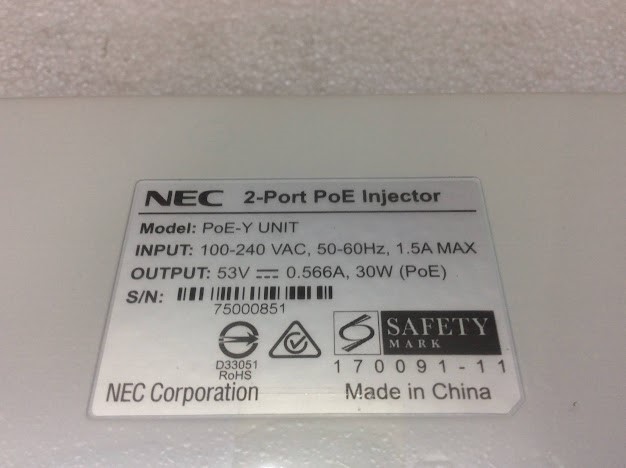 NEC 2-Port PoE Injector
Model: PoE-Y UNIT
INPUT: 100-240 VAC, 50-60Hz, 1.5A MAX
OUTPUT: 53V ⎓ 0.566A, 30W (PoE)
S/N:
75000851
SAFETY
MARK
D33051
RoHS
170091-11
NEC Corporation
Made in China